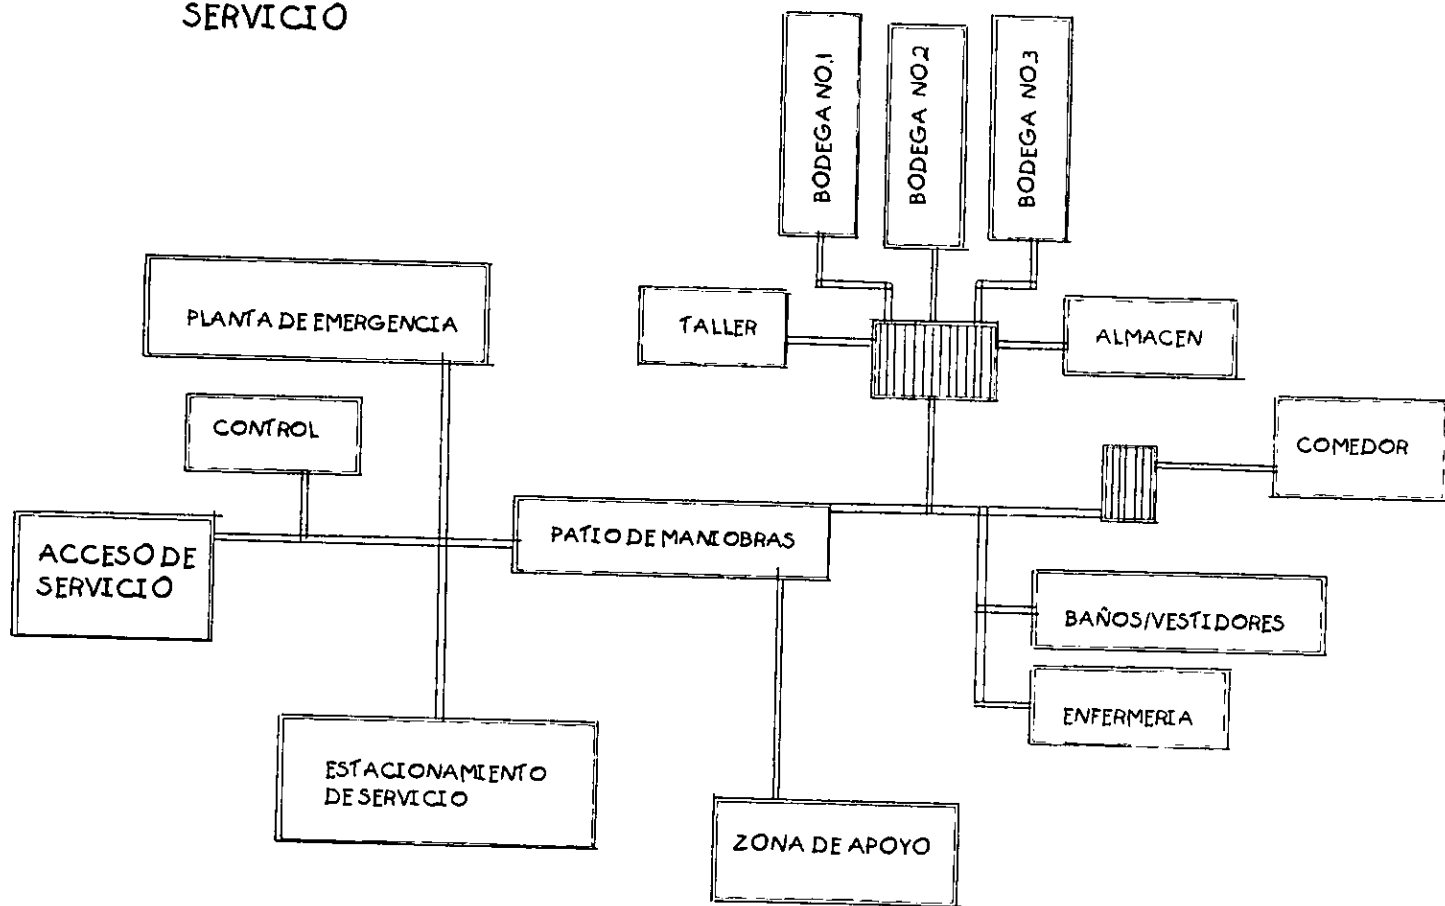 SERVICIO
BODEGA NO.1
BODEGA NO.2
BODEGA NO.3
PLANTA DE EMERGENCIA
TALLER
ALMACEN
CONTROL
COMEDOR
ACCESO DE
SERVICIO
PATIO DE MANIOBRAS
BAÑOS/VESTIDORES
ENFERMERIA
ESTACIONAMIENTO
DE SERVICIO
ZONA DE APOYO